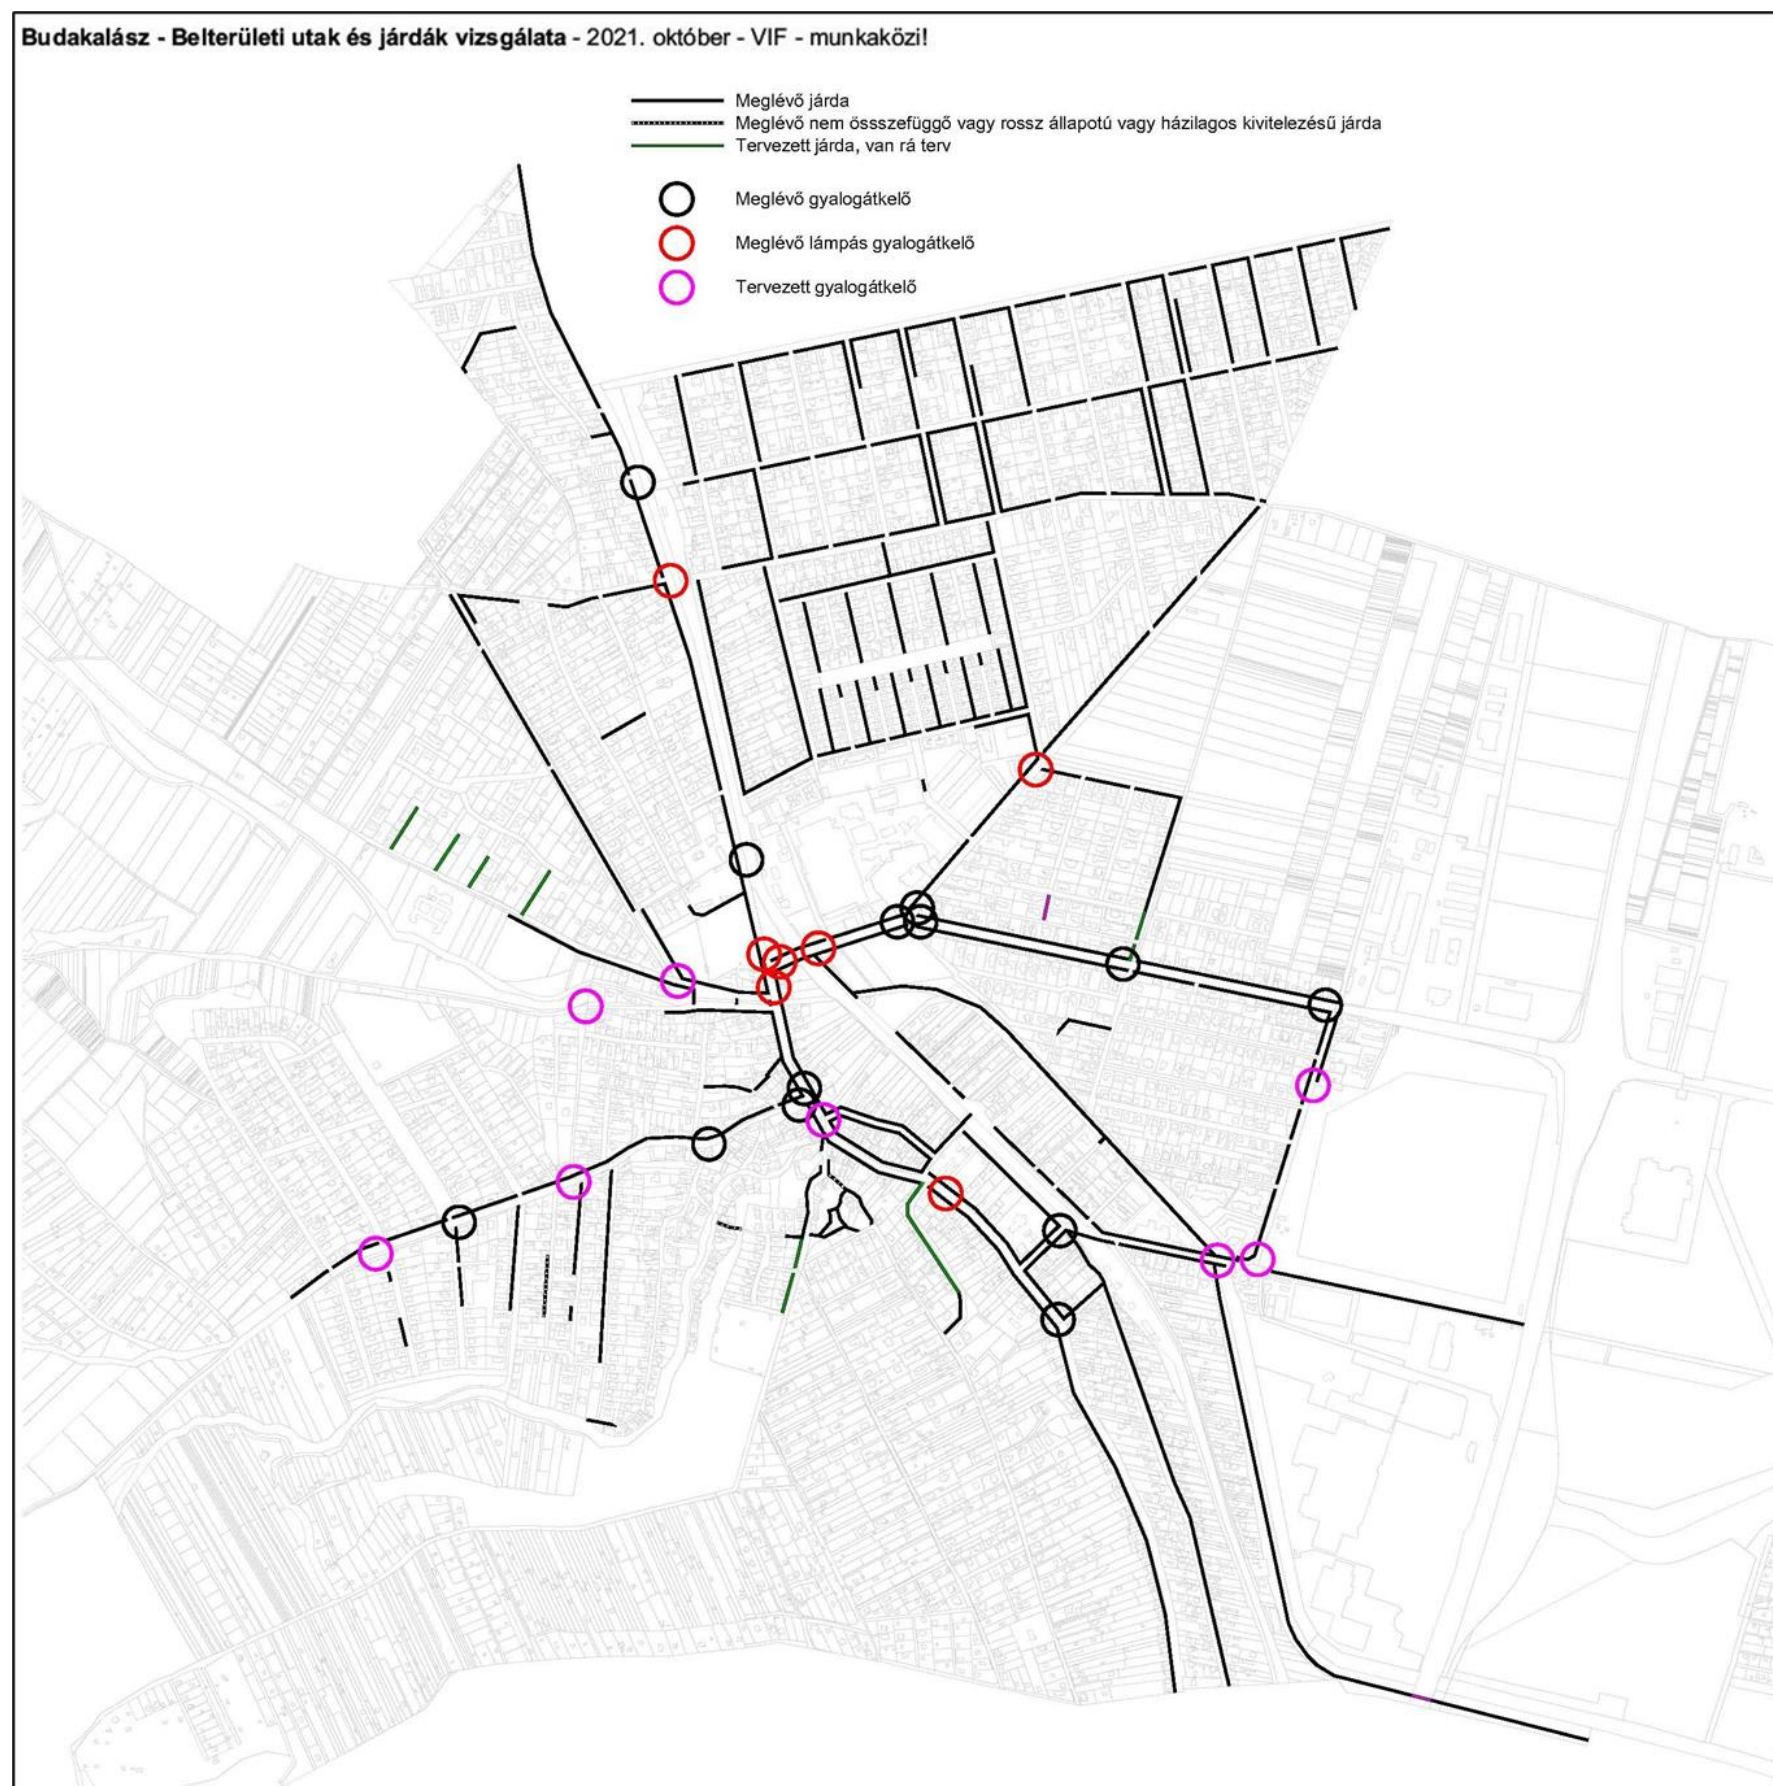 Budakalász - Belterületi utak és járdák vizsgálata - 2021. október - VIF - munkaközi!
Meglévő járda
Meglévő nem össszefüggő vagy rossz állapotú vagy házilagos kivitelezésű járda
Tervezett járda, van rá terv
Meglévő gyalogátkelő
Meglévő lámpás gyalogátkelő
Tervezett gyalogátkelő